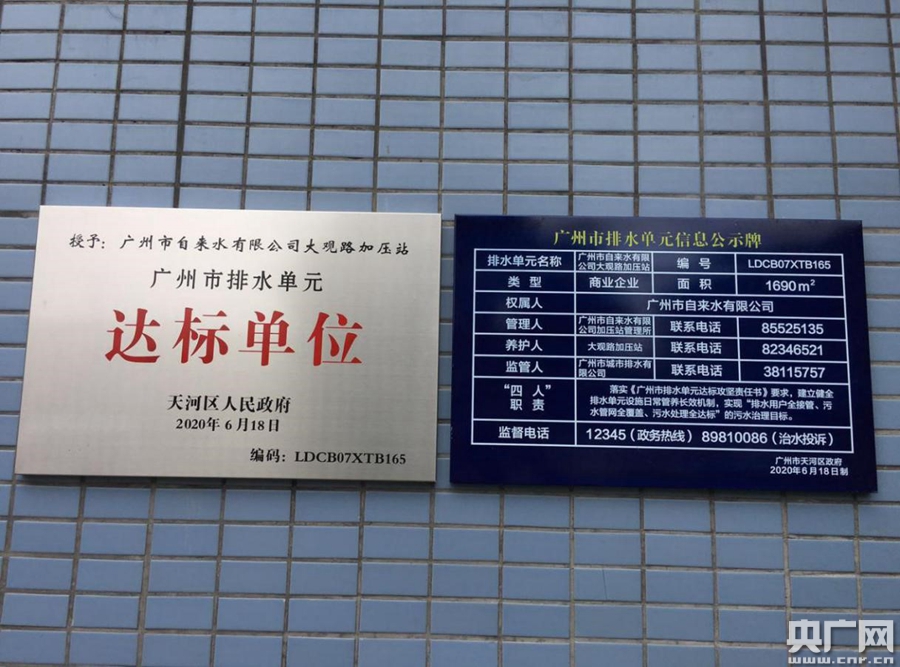 授予：广州市自来水有限公司大观路加压站
广州市排水单元
达标单位
天河区人民政府
2020年6月18日
编码：LDCB07XTB165
广州市排水单元信息公示牌
排水单元名称 广州市自来水有限公司大观路加压站 编号 LDCB07XTB165
类型 商业企业 面积 1690m²
权属人 广州市自来水有限公司
管理人 广州市自来水有限公司加压站管理所 联系电话 85525135
养护人 大观路加压站 联系电话 82346521
监管人 广州市城市排水有限公司 联系电话 38115757
“四人”职责 落实《广州市排水单元达标攻坚责任书》要求，建立健全
排水单元设施日常管养长效机制，实现“排水用户全接管、污
水管网全覆盖、污水处理全达标”的污水治理目标。
监督电话 12345（政务热线）89810086（治水投诉）
广州市天河区政府
2020年6月18日制
央广网
www.cnr.cn